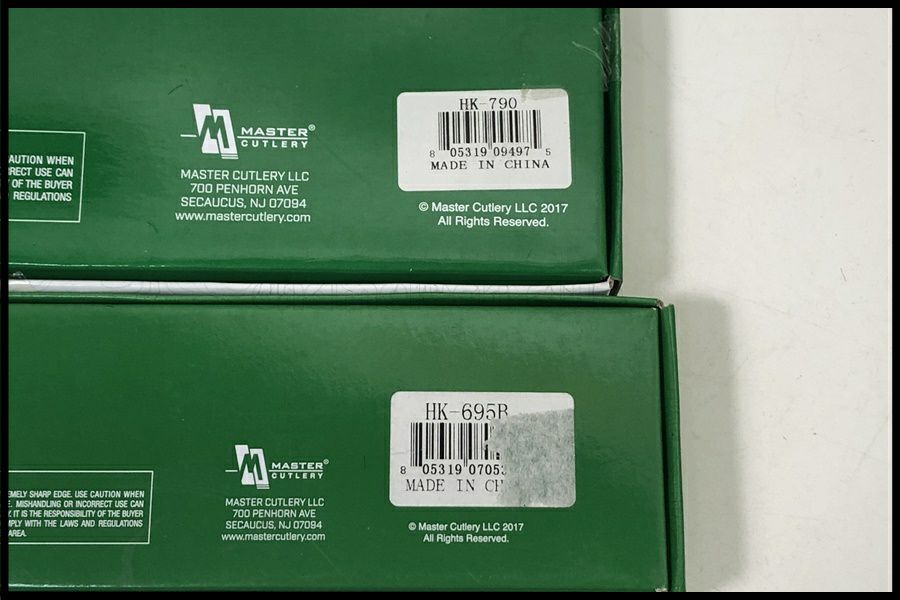 AUTION WHEN
RRECT USE CAN
OF THE BUYER
REGULATIONS
MASTER®
CUTLERY
MASTER CUTLERY LLC
700 PENHORN AVE
SECAUCUS, NJ 07094
www.mastercutlery.com
HK-790
8 05319 09497 5
MADE IN CHINA
© Master Cutlery LLC 2017
All Rights Reserved.
EMELY SHARP EDGE. USE CAUTION WHEN
E. MISHANDLING OR INCORRECT USE CAN
IT IS THE RESPONSIBILITY OF THE BUYER
MPLY WITH THE LAWS AND REGULATIONS
AREA.
MASTER®
CUTLERY
MASTER CUTLERY LLC
700 PENHORN AVE
SECAUCUS, NJ 07094
www.mastercutlery.com
HK-695B
8 05319 0705
MADE IN CH
© Master Cutlery LLC 2017
All Rights Reserved.